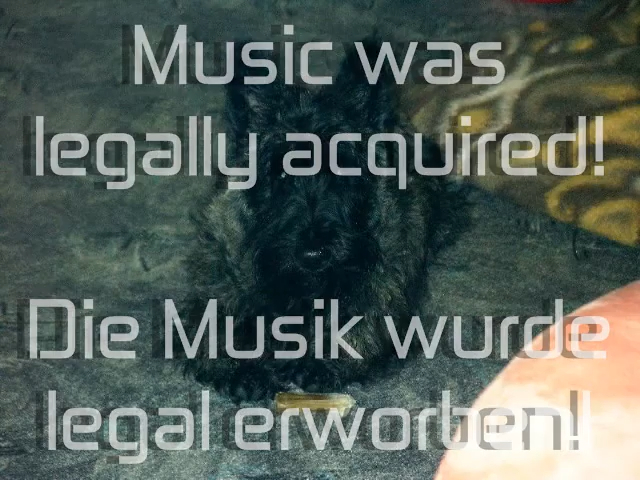 Music was
legally acquired!
Die Musik wurde
legal erworben!